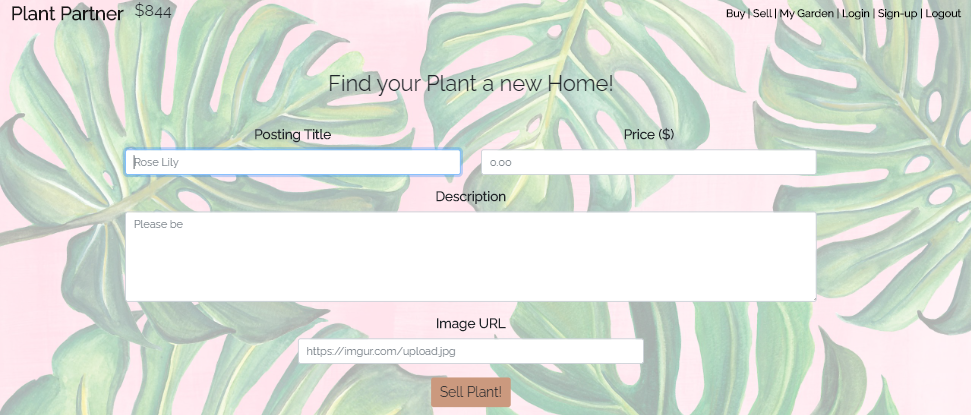 Plant Partner $844 Buy | Sell | My Garden | Login | Sign-up | Logout
Find your Plant a new Home!
Posting Title Price ($)
Rose Lily 0.00
Description
Please be
Image URL
https://imgur.com/upload.jpg
Sell Plant!